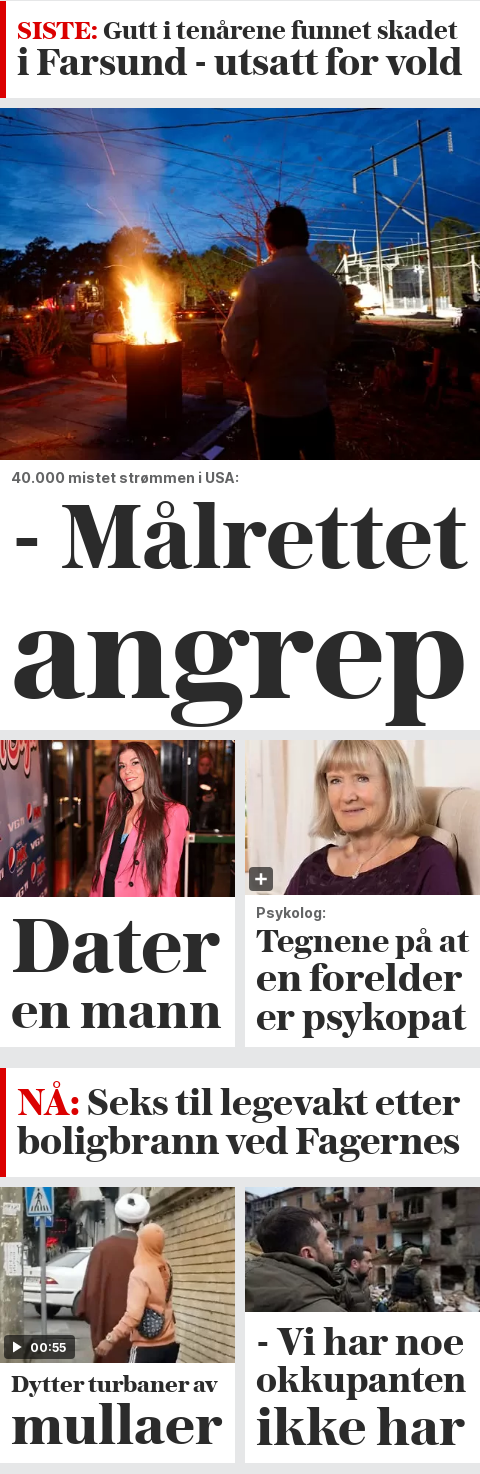 SISTE: Gutt i tenårene funnet skadet
i Farsund - utsatt for vold
40.000 mistet strømmen i USA:
- Målrettet
angrep
VG
VG
Dater
en mann
Psykolog:
Tegnene på at
en forelder
er psykopat
NÅ: Seks til legevakt etter
boligbrann ved Fagernes
00:55
Dytter turbaner av
mullaer
- Vi har noe
okkupanten
ikke har